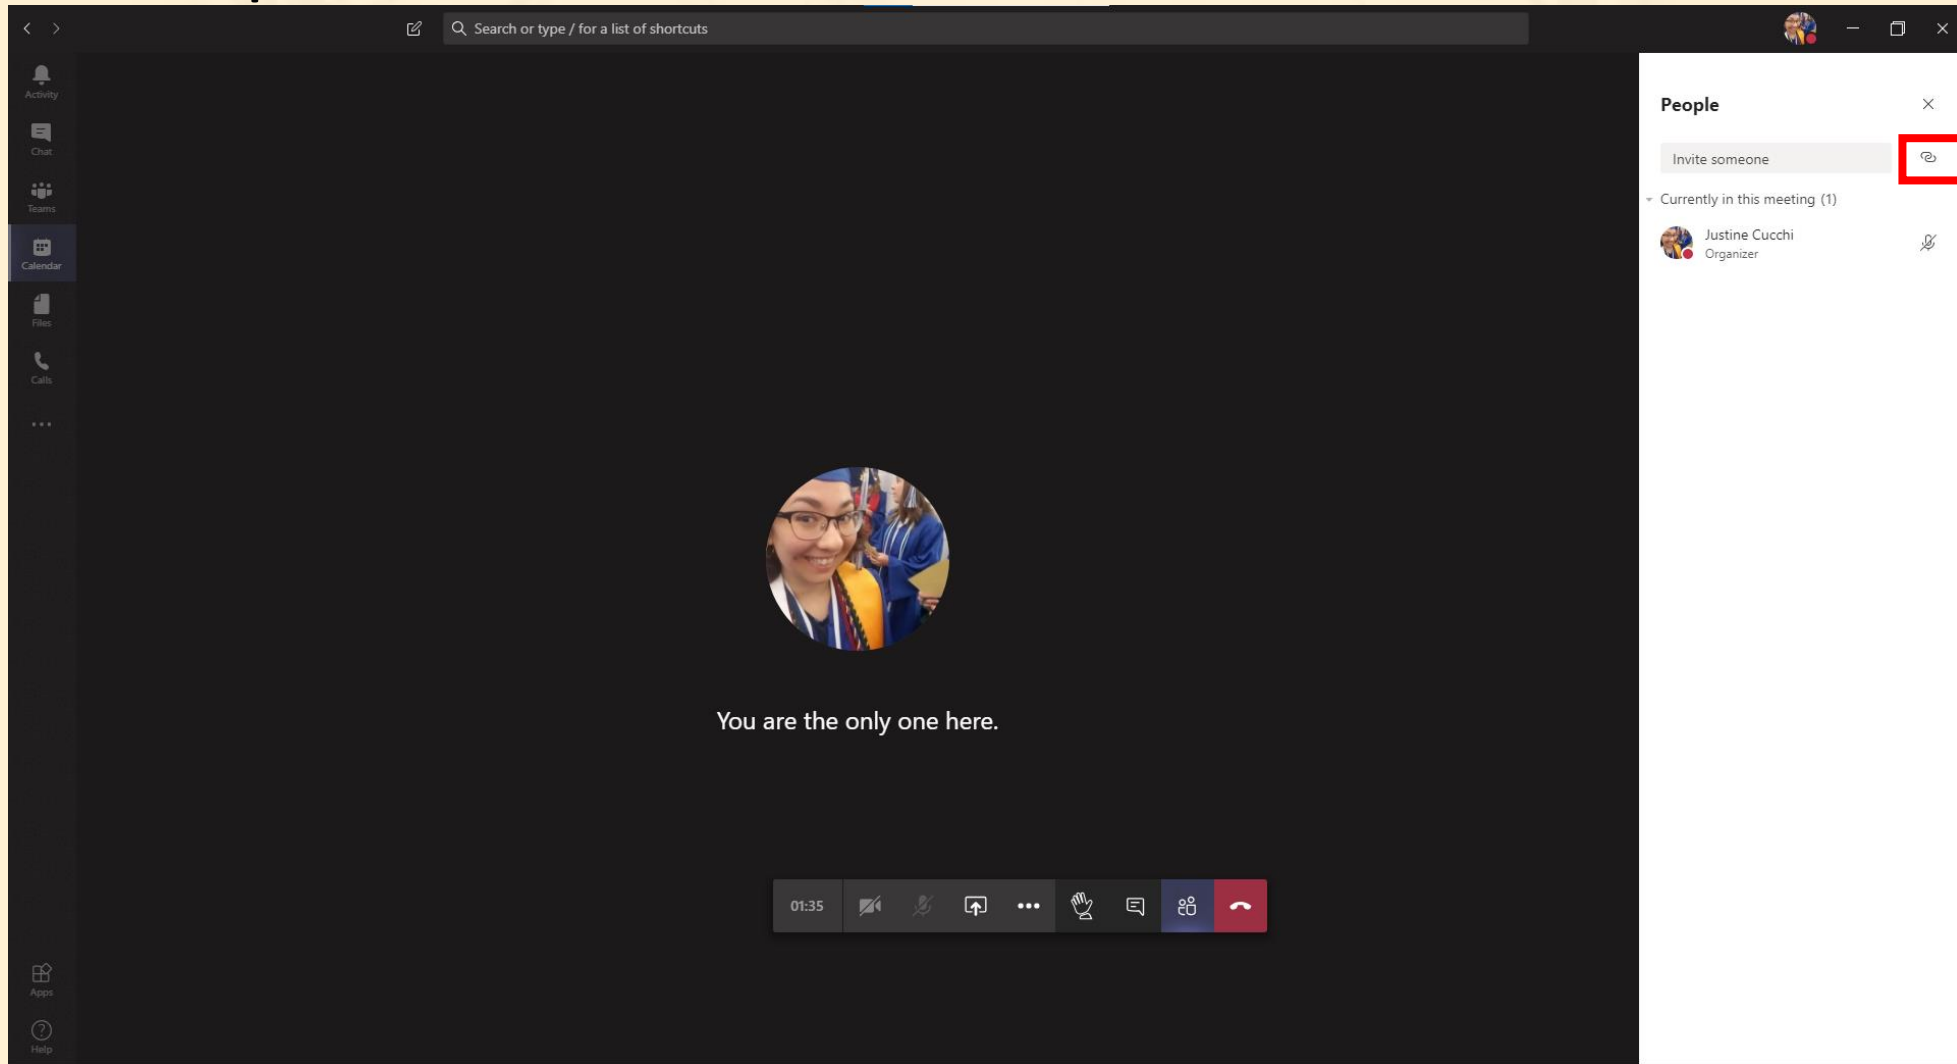 Search or type / for a list of shortcuts
Activity
Chat
Teams
Calendar
Files
Calls
Apps
Help
You are the only one here.
01:35
People
Invite someone
Currently in this meeting (1)
Justine Cucchi
Organizer